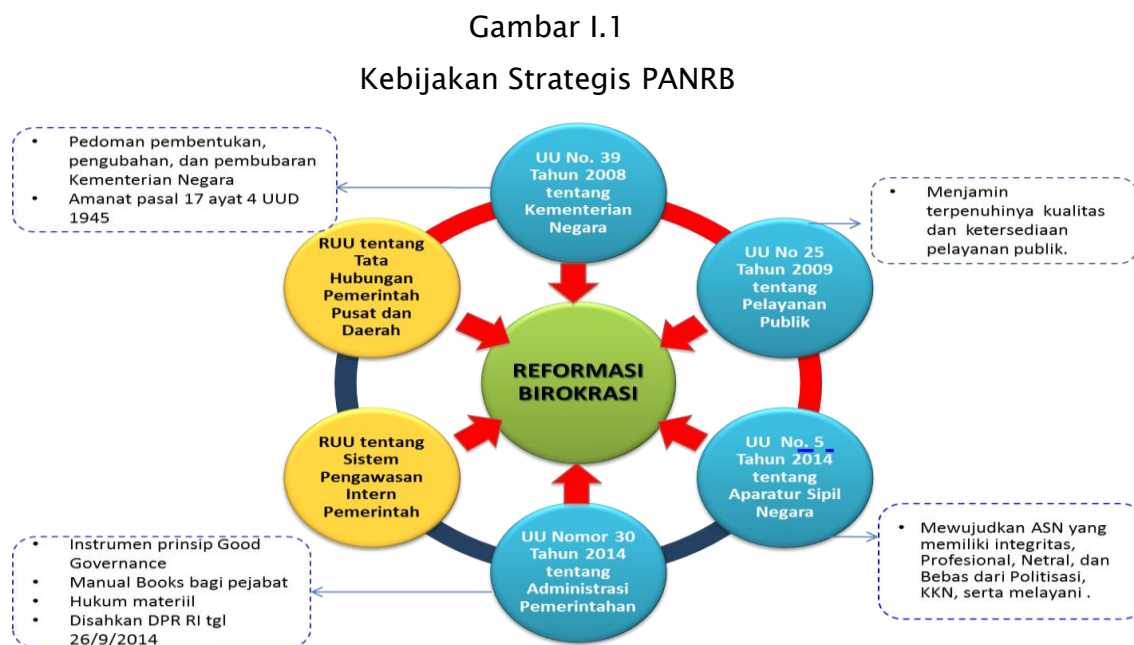 Gambar I.1
Kebijakan Strategis PANRB
• Pedoman pembentukan,
pengubahan, dan pembubaran
Kementerian Negara
• Amanat pasal 17 ayat 4 UUD
1945
UU No. 39
Tahun 2008
tentang
Kementerian
Negara
• Menjamin
terpenuhinya kualitas
dan ketersediaan
pelayanan publik.
RUU tentang
Tata
Hubungan
Pemerintah
Pusat dan
Daerah
UU No 25
Tahun 2009
tentang
Pelayanan
Publik
REFORMASI
BIROKRASI
RUU tentang
Sistem
Pengawasan
Intern
Pemerintah
UU No. 5
Tahun 2014
tentang
Aparatur Sipil
Negara
UU Nomor 30
Tahun 2014
tentang
Administrasi
Pemerintahan
• Instrumen prinsip Good
Governance
• Manual Books bagi pejabat
• Hukum materiil
• Disahkan DPR RI tgl
26/9/2014
• Mewujudkan ASN yang
memiliki integritas,
Profesional, Netral, dan
Bebas dari Politisasi,
KKN, serta melayani .